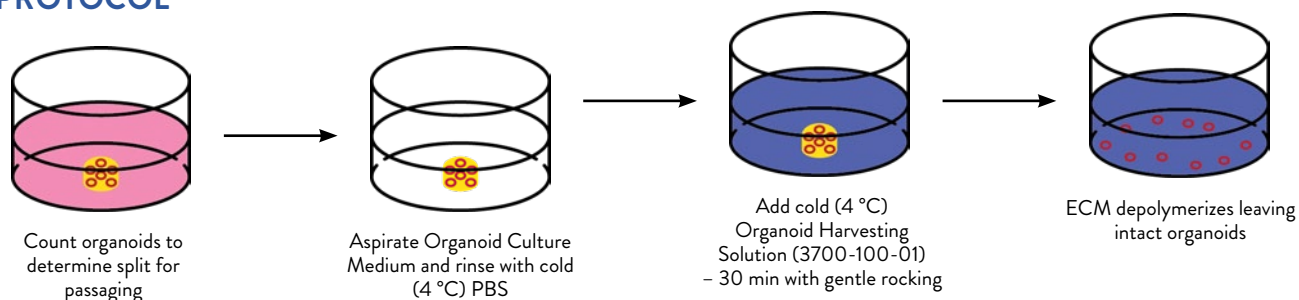 PROTOCOL
Count organoids to
determine split for
passaging
Aspirate Organoid Culture
Medium and rinse with cold
(4 °C) PBS
Add cold (4 °C)
Organoid Harvesting
Solution (3700-100-01)
– 30 min with gentle rocking
ECM depolymerizes leaving
intact organoids